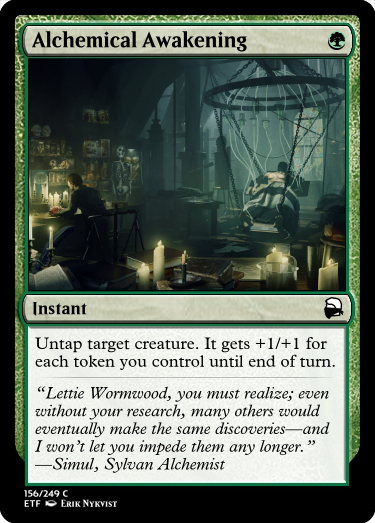 Alchemical Awakening
Instant
Untap target creature. It gets +1/+1 for
each token you control until end of turn.
“Lettie Wormwood, you must realize; even
without your research, many others would
eventually make the same discoveries—and
I won’t let you impede them any longer.”
—Simul, Sylvan Alchemist
156/249 C
ETF Erik Nykvist